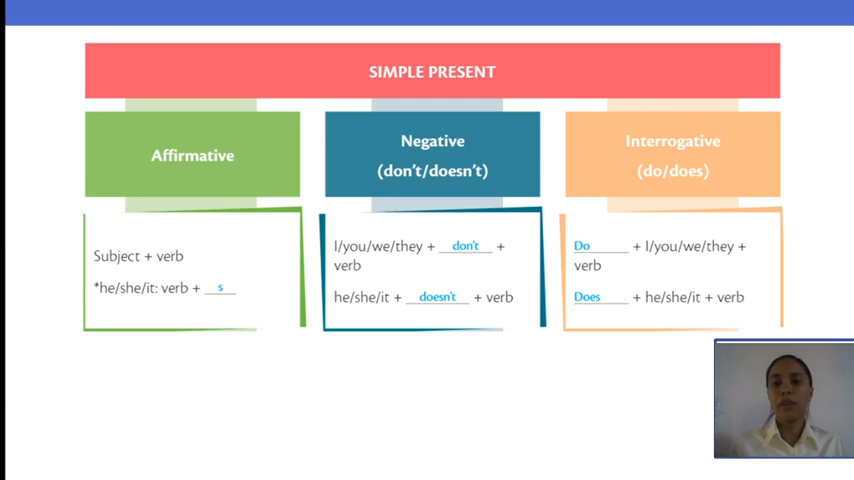 SIMPLE PRESENT
Affirmative
Subject + verb
*he/she/it: verb + s
Negative
(don't/doesn't)
I/you/we/they + don't +
verb
he/she/it + doesn't + verb
Interrogative
(do/does)
Do + I/you/we/they +
verb
Does + he/she/it + verb